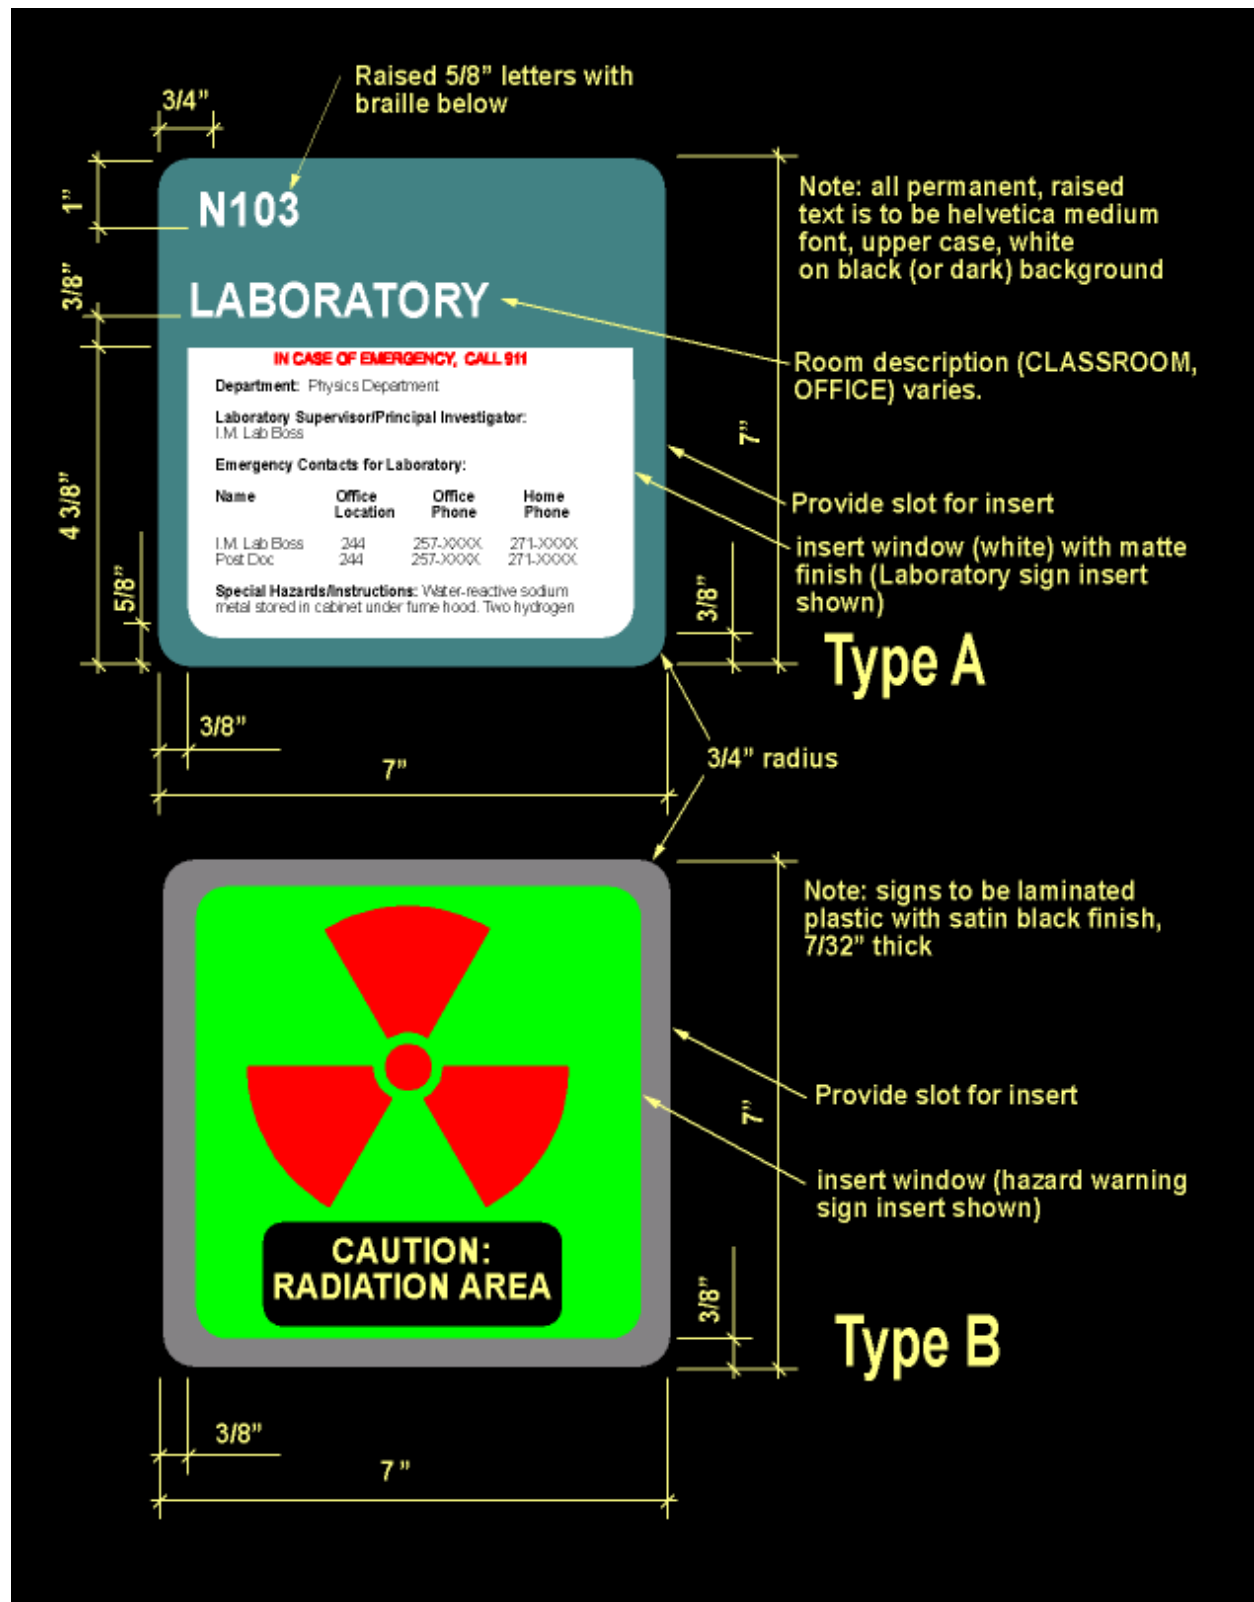 Raised 5/8” letters with
braille below
3/4”
1”
N103
Note: all permanent, raised
text is to be helvetica medium
font, upper case, white
on black (or dark) background
3/8”
LABORATORY
Room description (CLASSROOM,
OFFICE) varies.
IN CASE OF EMERGENCY, CALL 911
Department: Physics Department
Laboratory Supervisor/Principal Investigator:
I.M. Lab Boss
Emergency Contacts for Laboratory:
Name Office Location Office Phone Home Phone
I.M. Lab Boss 244 257-XXXX 271-XXXX
Post Doc 244 257-XXXX 271-XXXX
Special Hazards/Instructions: Water-reactive sodium
metal stored in cabinet under fume hood. Two hydrogen
7”
4 3/8”
5/8”
3/8”
Provide slot for insert
insert window (white) with matte
finish (Laboratory sign insert
shown)
Type A
3/8”
7”
3/4” radius
Note: signs to be laminated
plastic with satin black finish,
7/32” thick
Provide slot for insert
7”
insert window (hazard warning
sign insert shown)
CAUTION:
RADIATION AREA
3/8”
Type B
3/8”
7”